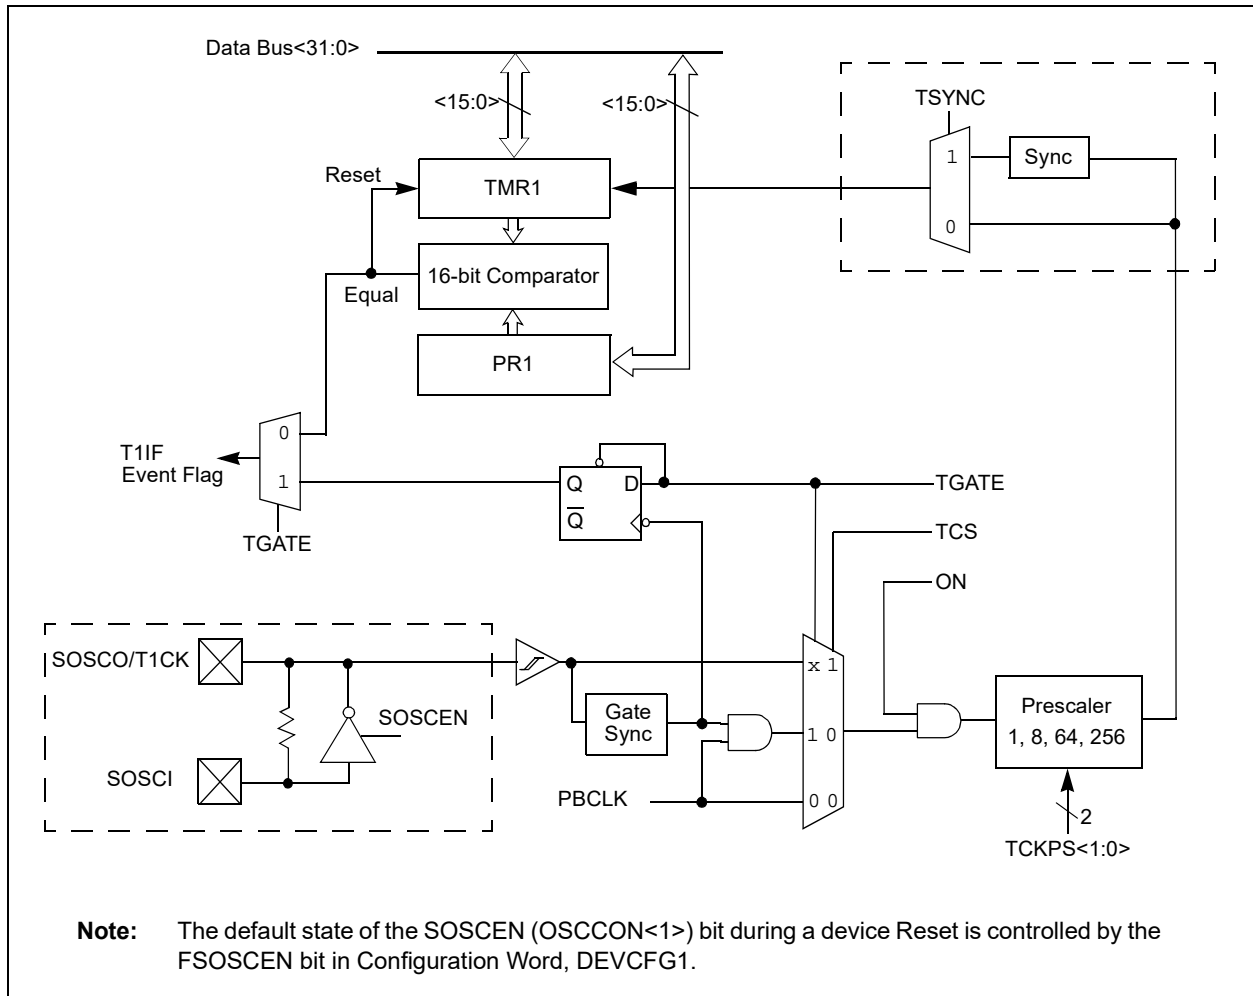 Data Bus<31:0>
<15:0>
<15:0>
TSYNC
1
Sync
Reset
TMR1
0
16-bit Comparator
Equal
PR1
0
T1IF
Event Flag
1
Q
D
TGATE
Q̅
TCS
TGATE
ON
SOSCO/T1CK
x 1
SOSCEN
Gate
Sync
Prescaler
1, 8, 64, 256
1 0
SOSCI
PBCLK
0 0
2
TCKPS<1:0>
Note: The default state of the SOSCEN (OSCCON<1>) bit during a device Reset is controlled by the
FSOSCEN bit in Configuration Word, DEVCFG1.